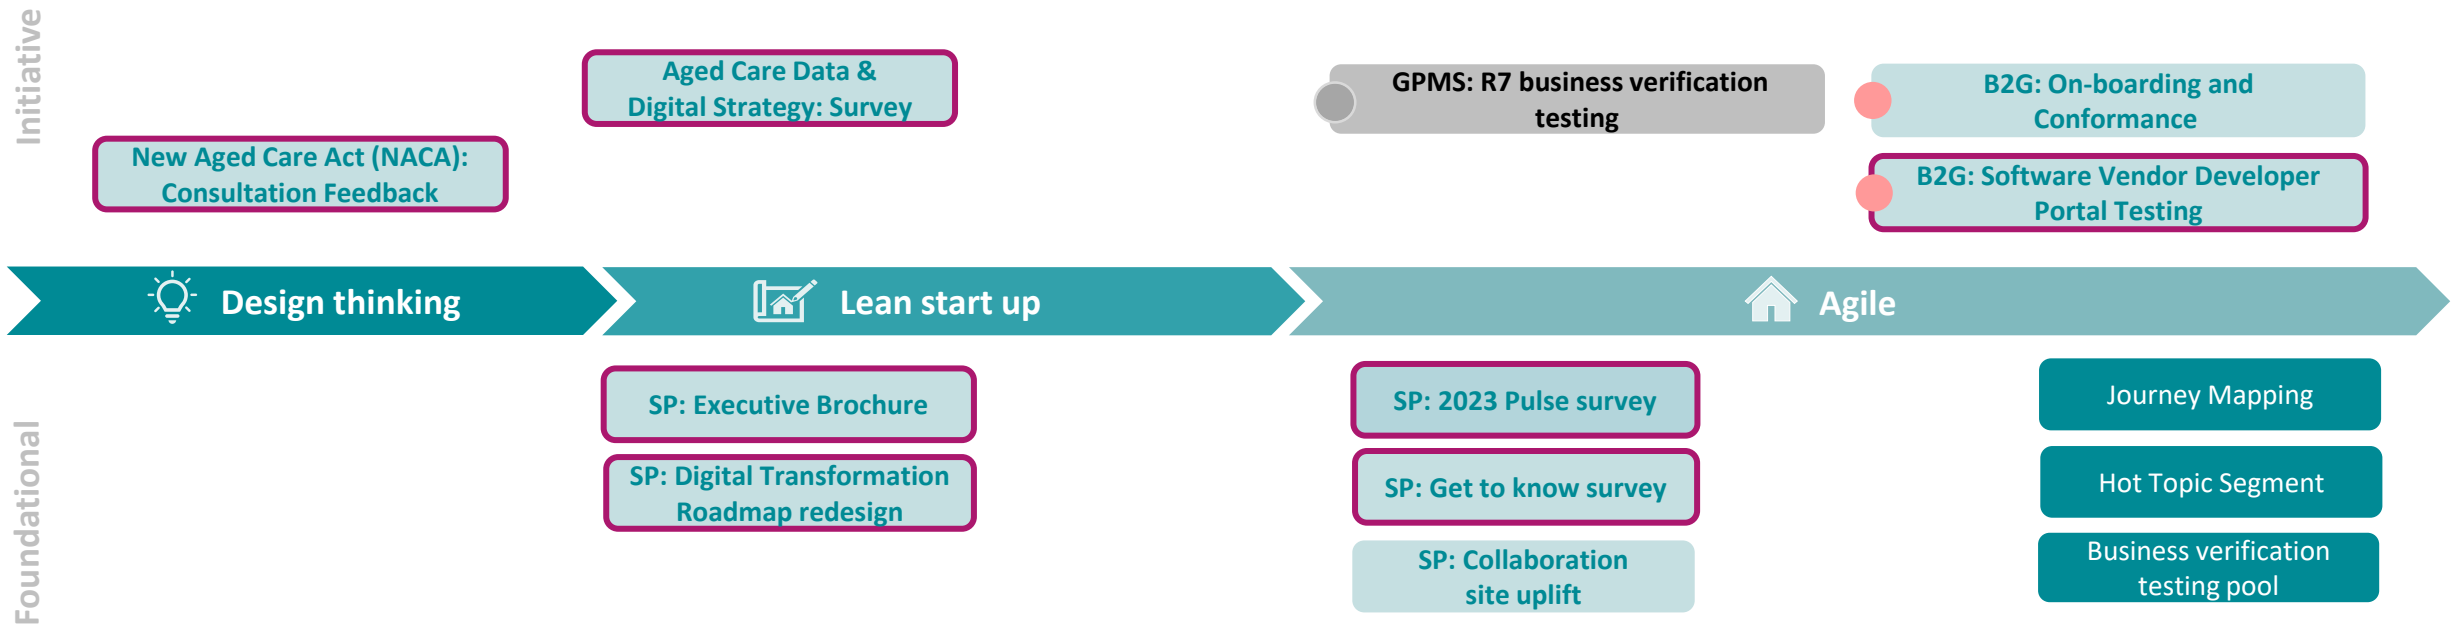 Initiative
Aged Care Data &
Digital Strategy: Survey
New Aged Care Act (NACA):
Consultation Feedback
GPMS: R7 business verification
testing
B2G: On-boarding and
Conformance
B2G: Software Vendor Developer
Portal Testing
Design thinking
Lean start up
Agile
Foundational
SP: Executive Brochure
SP: Digital Transformation
Roadmap redesign
SP: 2023 Pulse survey
SP: Get to know survey
SP: Collaboration
site uplift
Journey Mapping
Hot Topic Segment
Business verification
testing pool